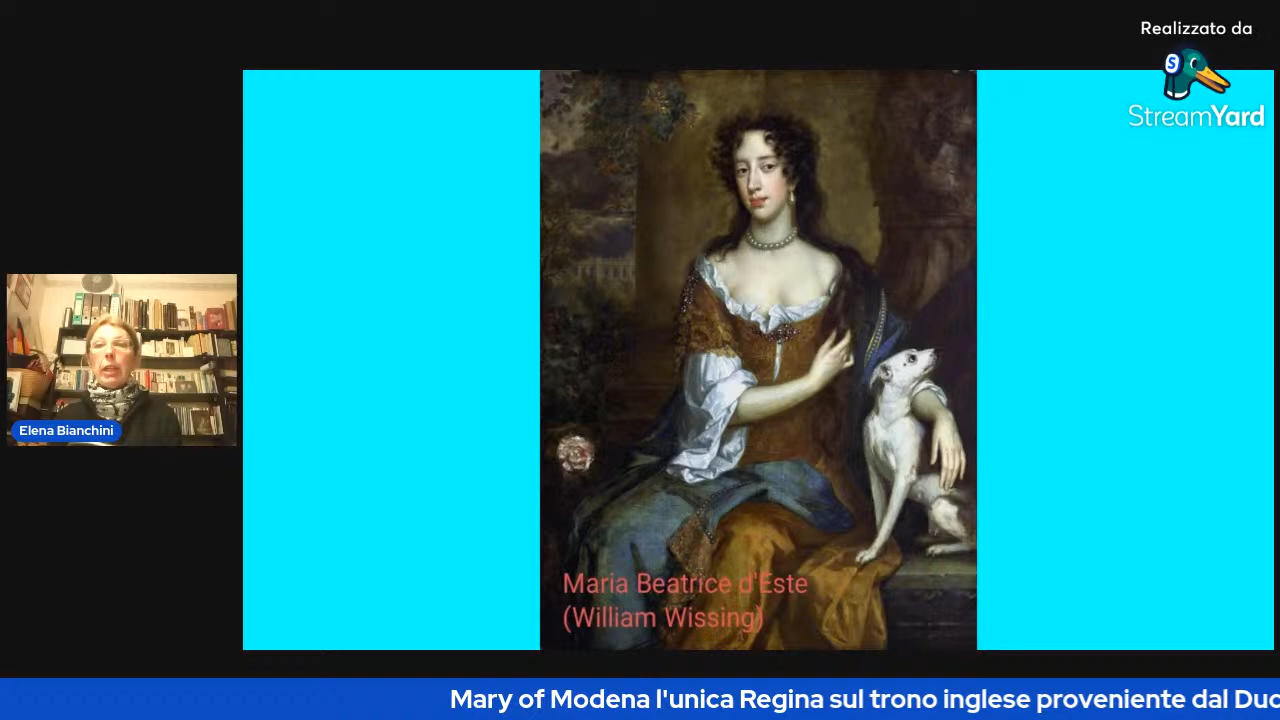 Realizzato da
StreamYard
Elena Bianchini
Maria Beatrice d'Este
(William Wissing)
Mary of Modena l'unica Regina sul trono inglese proveniente dal Duc